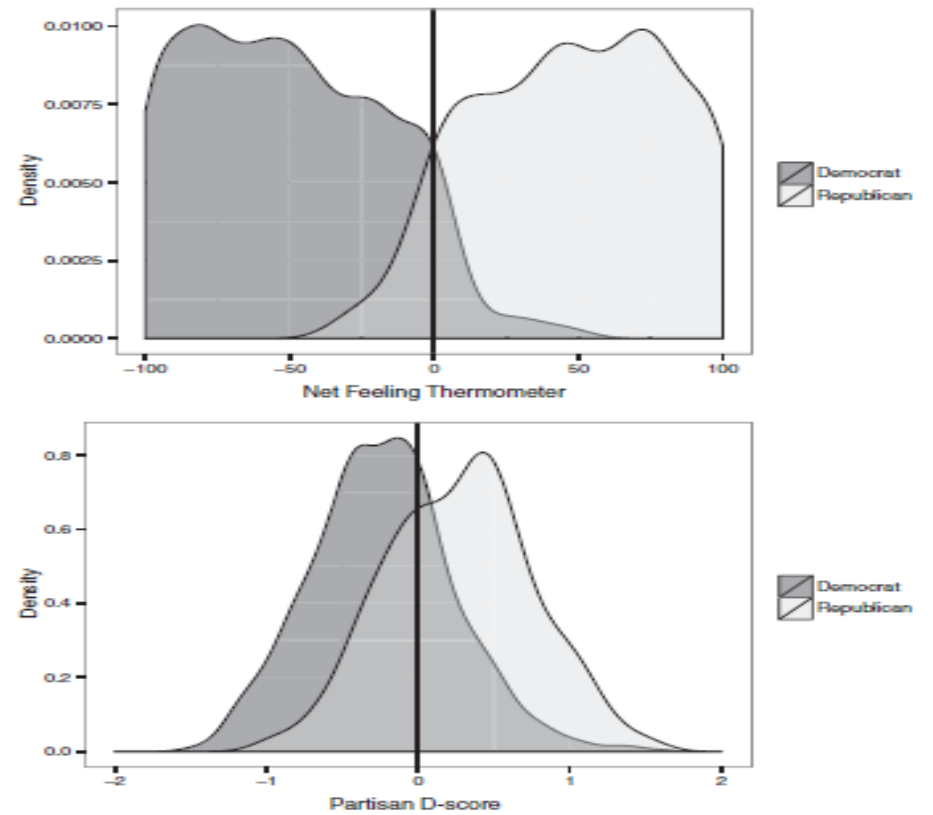 0.0100
0.0075
0.0050
0.0025
0.0000
Density
−100 −50 0 50 100
Net Feeling Thermometer
Democrat
Republican
0.8
0.6
0.4
0.2
0.0
Density
−2 −1 0 1 2
Partisan D-score
Democrat
Republican